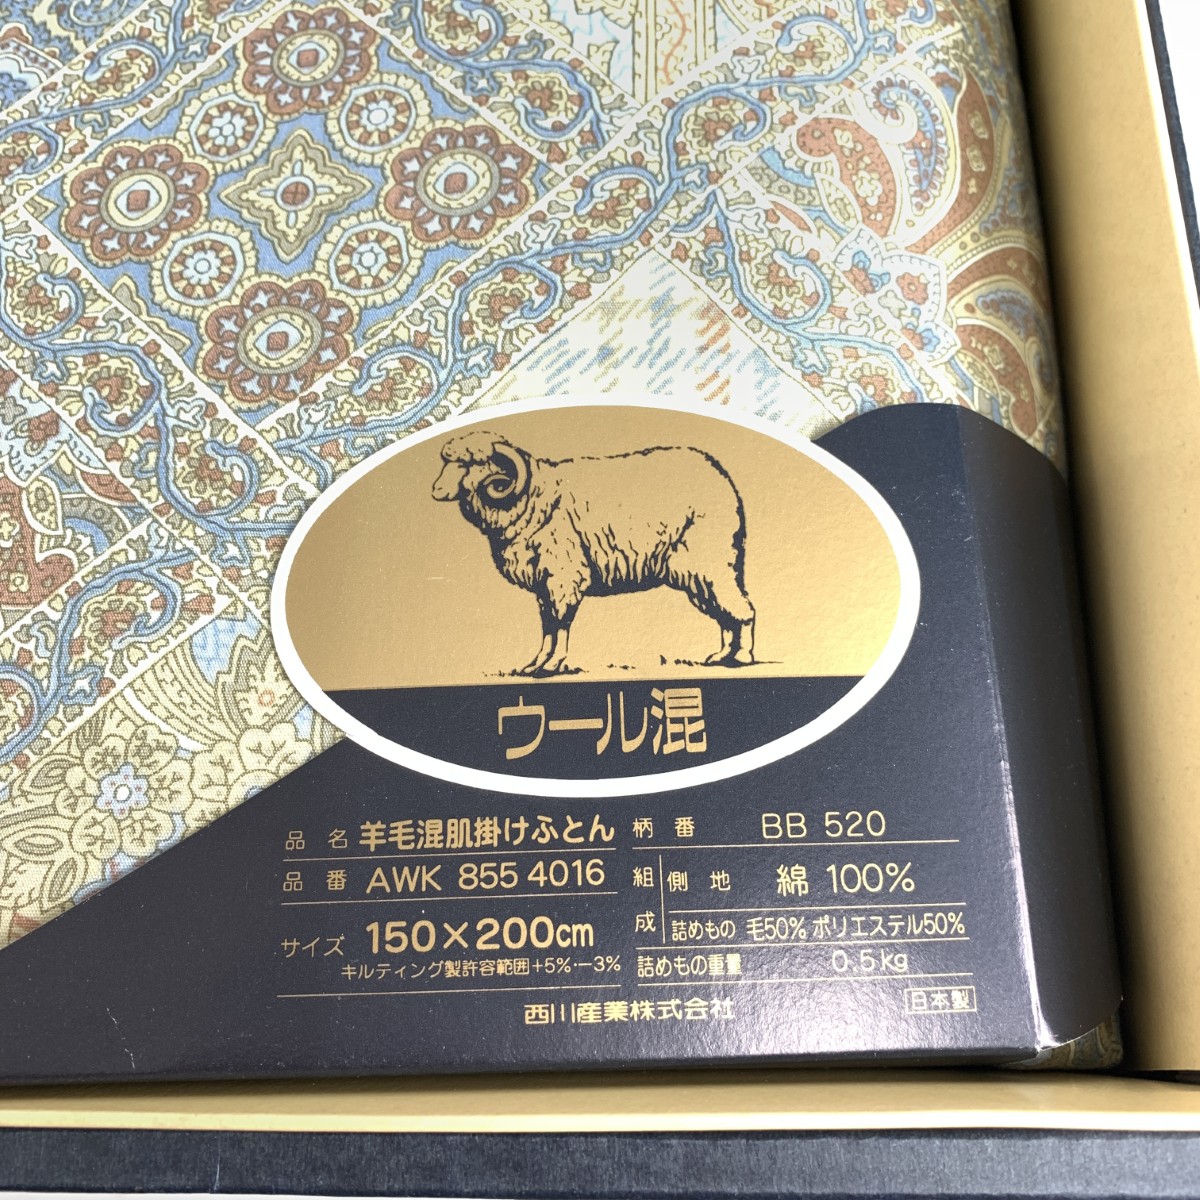 ウール混
品名 羊毛混肌掛けふとん
品番 AWK 855 4016
サイズ 150×200cm
キルティング製許容範囲+5%・−3%
柄番 BB 520
組成 側地 綿 100%
詰めもの 毛50% ポリエステル50%
詰めもの重量 0.5kg
西川産業株式会社
日本製